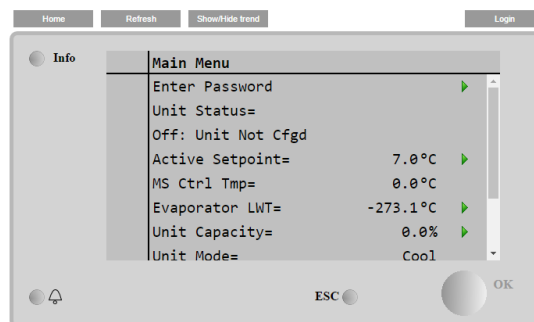 Home Refresh Show/Hide trend Login
Info
Main Menu
Enter Password
Unit Status=
Off: Unit Not Cfgd
Active Setpoint= 7.0°C
MS Ctrl Tmp= 0.0°C
Evaporator LWT= -273.1°C
Unit Capacity= 0.0%
Unit Mode= Cool
OK
ESC